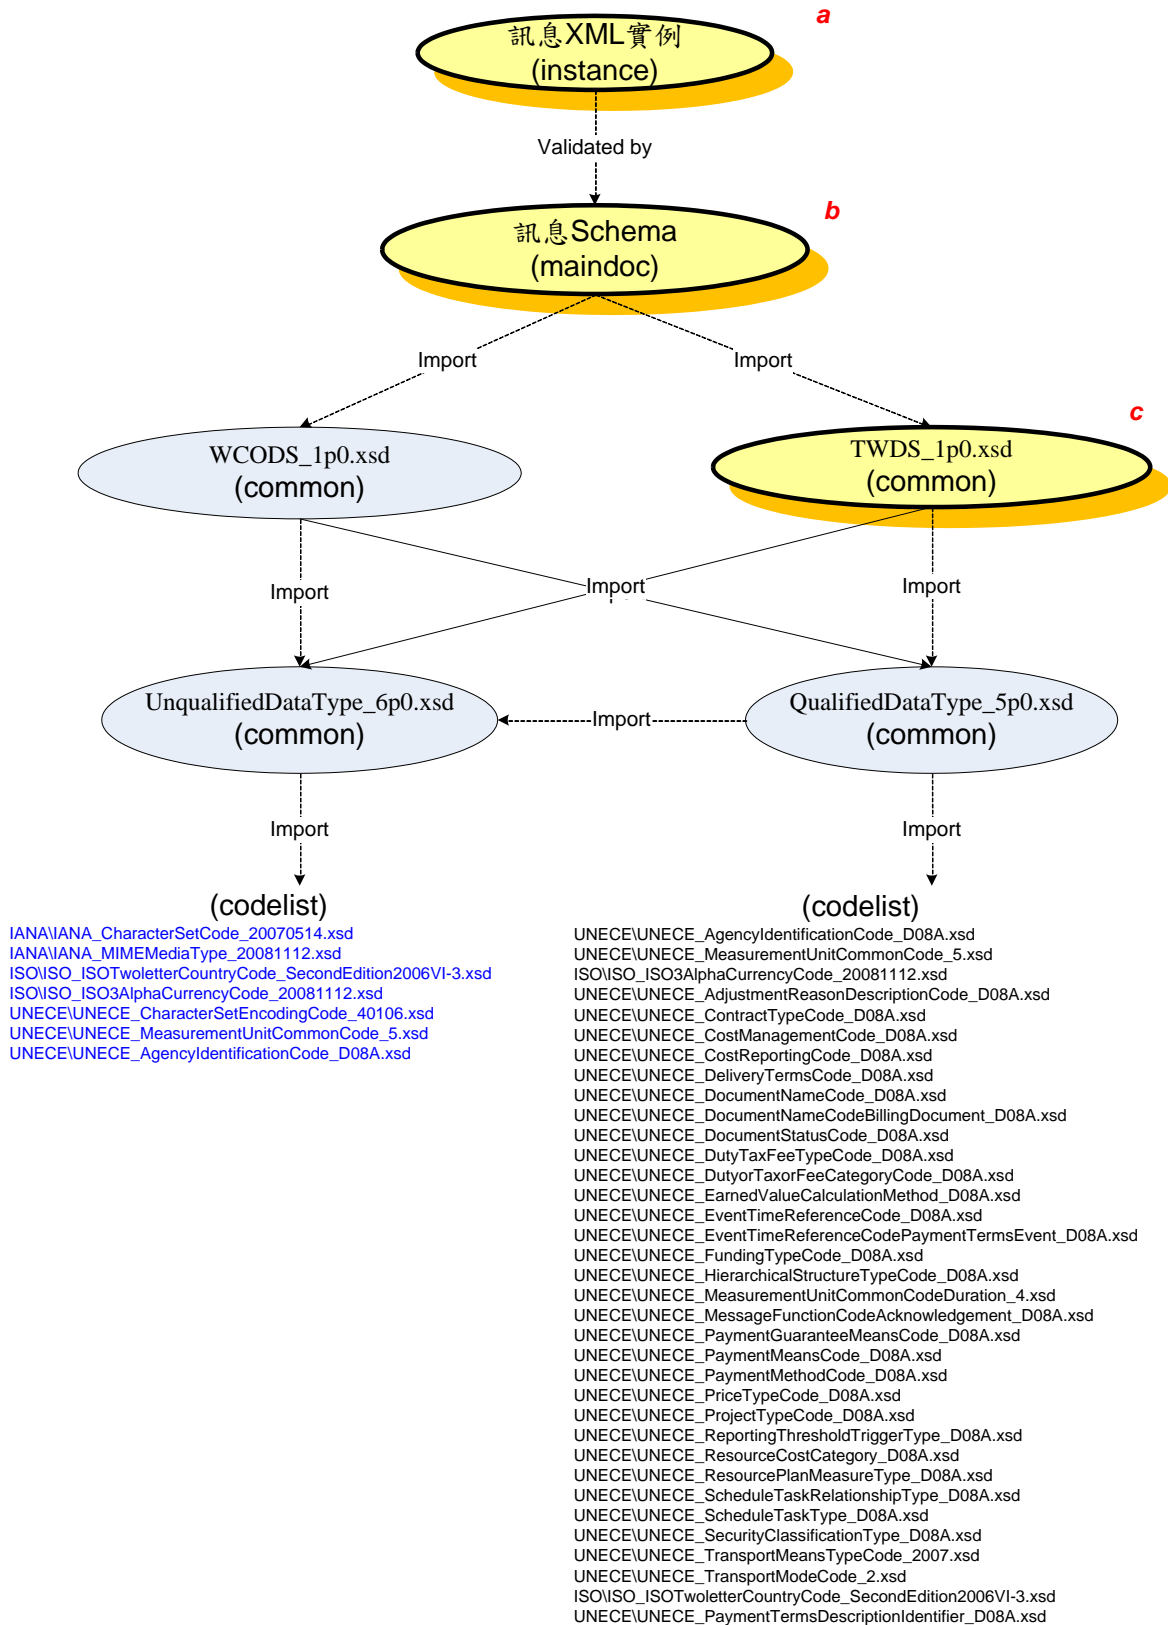 a
訊息XML實例
(instance)
Validated by
b
訊息Schema
(maindoc)
Import
Import
c
WCODS_1p0.xsd
(common)
TWDS_1p0.xsd
(common)
Import
Import
Import
UnqualifiedDataType_6p0.xsd
(common)
Import
QualifiedDataType_5p0.xsd
(common)
Import
Import
(codelist)
IANA\IANA_CharacterSetCode_20070514.xsd
IANA\IANA_MIMEMediaType_20081112.xsd
ISO\ISO_ISOTwoletterCountryCode_SecondEdition2006VI-3.xsd
ISO\ISO_ISO3AlphaCurrencyCode_20081112.xsd
UNECE\UNECE_CharacterSetEncodingCode_40106.xsd
UNECE\UNECE_MeasurementUnitCommonCode_5.xsd
UNECE\UNECE_AgencyIdentificationCode_D08A.xsd
(codelist)
UNECE\UNECE_AgencyIdentificationCode_D08A.xsd
UNECE\UNECE_MeasurementUnitCommonCode_5.xsd
ISO\ISO_ISO3AlphaCurrencyCode_20081112.xsd
UNECE\UNECE_AdjustmentReasonDescriptionCode_D08A.xsd
UNECE\UNECE_ContractTypeCode_D08A.xsd
UNECE\UNECE_CostManagementCode_D08A.xsd
UNECE\UNECE_CostReportingCode_D08A.xsd
UNECE\UNECE_DeliveryTermsCode_D08A.xsd
UNECE\UNECE_DocumentNameCode_D08A.xsd
UNECE\UNECE_DocumentNameCodeBillingDocument_D08A.xsd
UNECE\UNECE_DocumentStatusCode_D08A.xsd
UNECE\UNECE_DutyTaxFeeTypeCode_D08A.xsd
UNECE\UNECE_DutyorTaxorFeeCategoryCode_D08A.xsd
UNECE\UNECE_EarnedValueCalculationMethod_D08A.xsd
UNECE\UNECE_EventTimeReferenceCode_D08A.xsd
UNECE\UNECE_EventTimeReferenceCodePaymentTermsEvent_D08A.xsd
UNECE\UNECE_FundingTypeCode_D08A.xsd
UNECE\UNECE_HierarchicalStructureTypeCode_D08A.xsd
UNECE\UNECE_MeasurementUnitCommonCodeDuration_4.xsd
UNECE\UNECE_MessageFunctionCodeAcknowledgement_D08A.xsd
UNECE\UNECE_PaymentGuaranteeMeansCode_D08A.xsd
UNECE\UNECE_PaymentMeansCode_D08A.xsd
UNECE\UNECE_PaymentMethodCode_D08A.xsd
UNECE\UNECE_PriceTypeCode_D08A.xsd
UNECE\UNECE_ProjectTypeCode_D08A.xsd
UNECE\UNECE_ReportingThresholdTriggerType_D08A.xsd
UNECE\UNECE_ResourceCostCategory_D08A.xsd
UNECE\UNECE_ResourcePlanMeasureType_D08A.xsd
UNECE\UNECE_ScheduleTaskRelationshipType_D08A.xsd
UNECE\UNECE_ScheduleTaskType_D08A.xsd
UNECE\UNECE_SecurityClassificationType_D08A.xsd
UNECE\UNECE_TransportMeansTypeCode_2007.xsd
UNECE\UNECE_TransportModeCode_2.xsd
ISO\ISO_ISOTwoletterCountryCode_SecondEdition2006VI-3.xsd
UNECE\UNECE_PaymentTermsDescriptionIdentifier_D08A.xsd